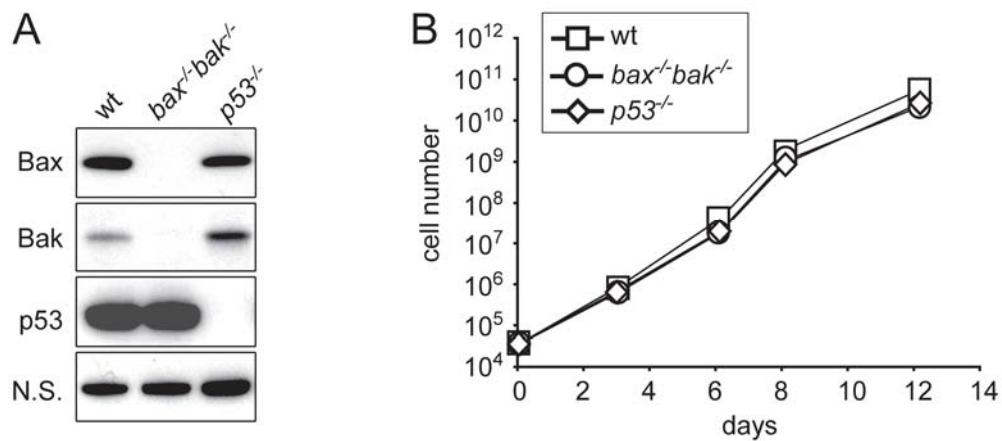 A
wt
bax-/-bak-/-
p53-/-
Bax
Bak
p53
N.S.
B
wt
bax-/-bak-/-
p53-/-
cell number
10^12
10^11
10^10
10^9
10^8
10^7
10^6
10^5
10^4
0 2 4 6 8 10 12 14
days